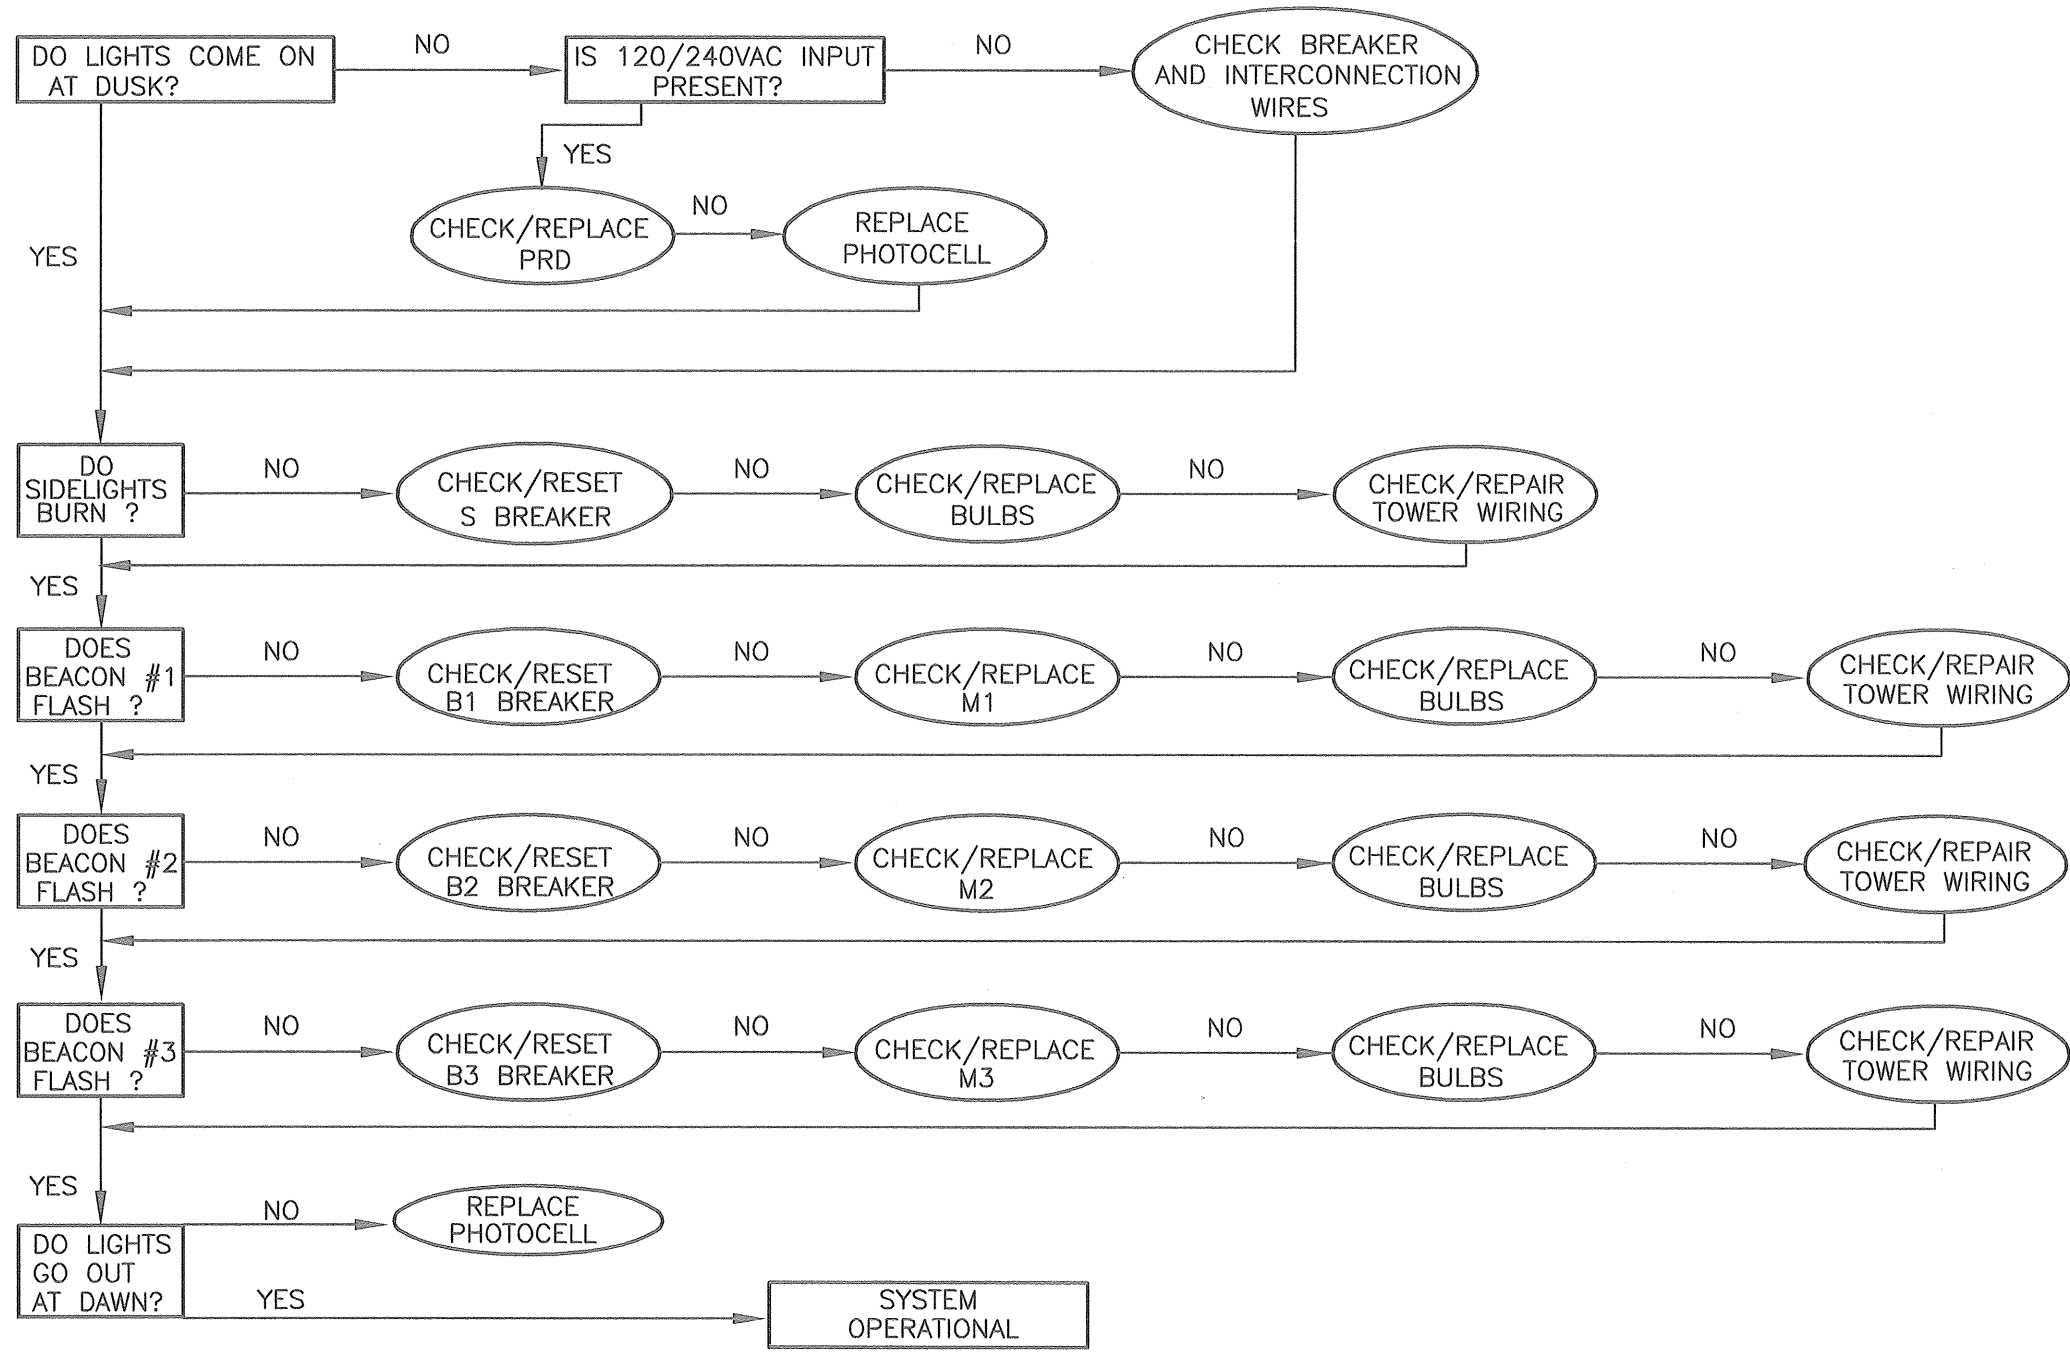 DO LIGHTS COME ON
AT DUSK?
NO
IS 120/240VAC INPUT
PRESENT?
NO
CHECK BREAKER
AND INTERCONNECTION
WIRES
YES
CHECK/REPLACE
PRD
NO
REPLACE
PHOTOCELL
YES
DO
SIDELIGHTS
BURN ?
NO
CHECK/RESET
S BREAKER
NO
CHECK/REPLACE
BULBS
NO
CHECK/REPAIR
TOWER WIRING
YES
DOES
BEACON #1
FLASH ?
NO
CHECK/RESET
B1 BREAKER
NO
CHECK/REPLACE
M1
NO
CHECK/REPLACE
BULBS
NO
CHECK/REPAIR
TOWER WIRING
YES
DOES
BEACON #2
FLASH ?
NO
CHECK/RESET
B2 BREAKER
NO
CHECK/REPLACE
M2
NO
CHECK/REPLACE
BULBS
NO
CHECK/REPAIR
TOWER WIRING
YES
DOES
BEACON #3
FLASH ?
NO
CHECK/RESET
B3 BREAKER
NO
CHECK/REPLACE
M3
NO
CHECK/REPLACE
BULBS
NO
CHECK/REPAIR
TOWER WIRING
YES
DO LIGHTS
GO OUT
AT DAWN?
NO
REPLACE
PHOTOCELL
YES
SYSTEM
OPERATIONAL